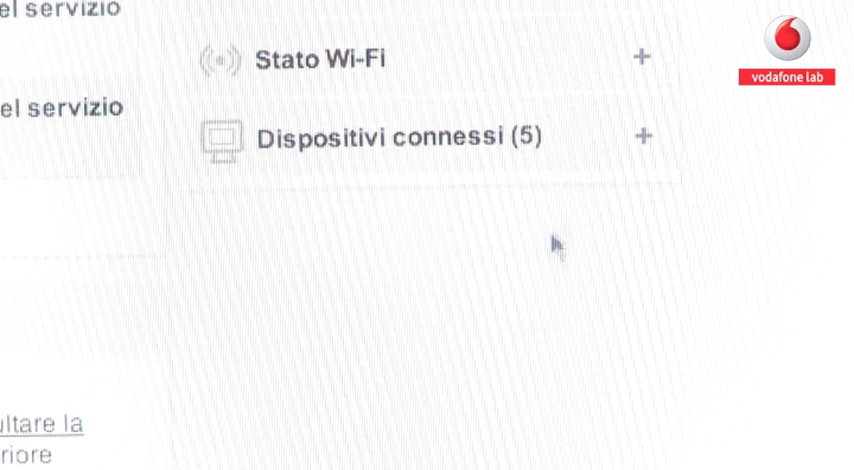 el servizio
Stato Wi-Fi
vodafone lab
el servizio
Dispositivi connessi (5)
ultare la
riore